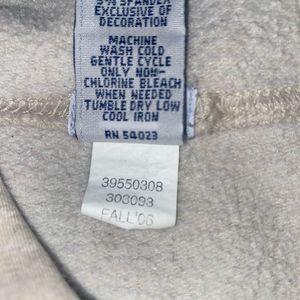 5% SPANDEX
EXCLUSIVE OF
DECORATION
MACHINE
WASH COLD
GENTLE CYCLE
ONLY NON-
CHLORINE BLEACH
WHEN NEEDED
TUMBLE DRY LOW
COOL IRON
RN 54023
39550308
303093
FALL'06